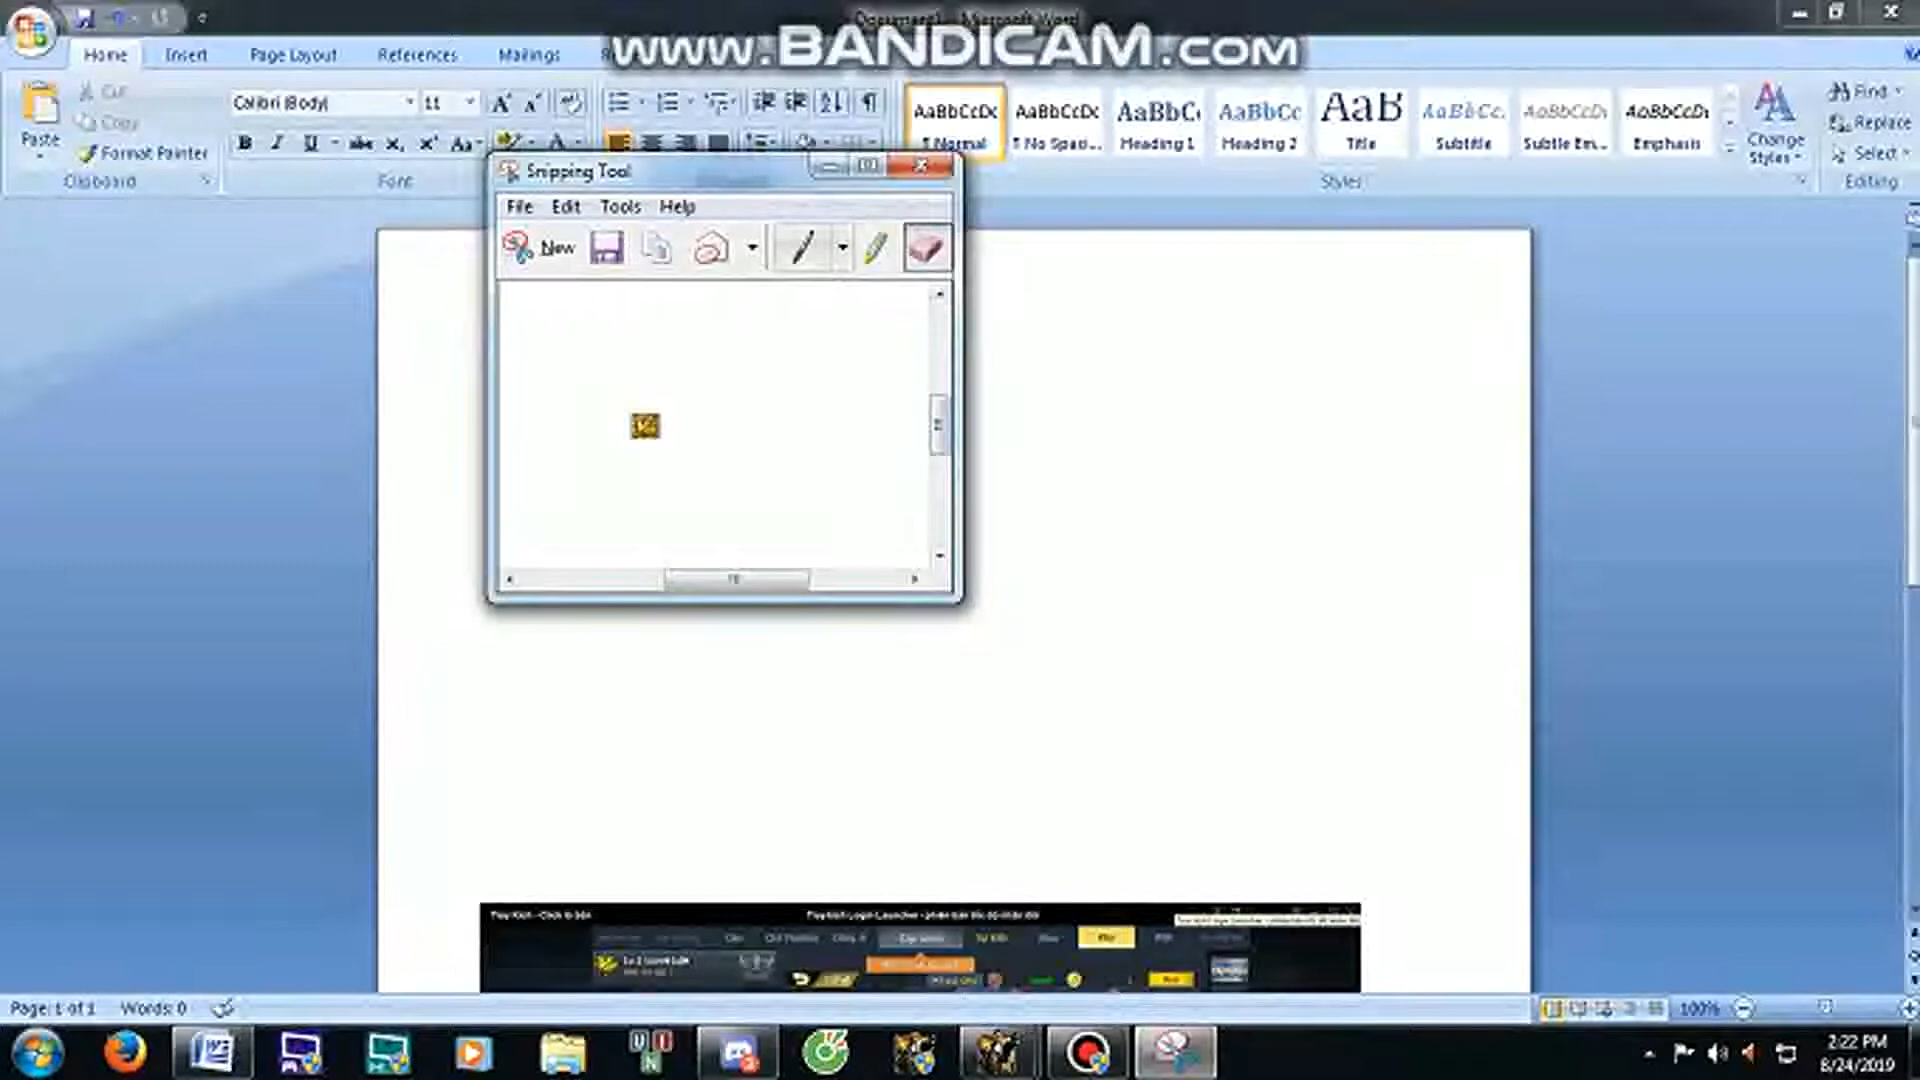 Document1 - Microsoft Word
www.BANDICAM.com
Home Insert Page Layout References Mailings
Calibri (Body) 11
Cut
Copy
Paste
Format Painter
Clipboard
Font
AaBbCcDc AaBbCcDc AaBbC AaBbCc AaB AaBbCc. AaBbCcDi AaBbCcDi
¶ Normal ¶ No Spaci... Heading 1 Heading 2 Title Subtitle Subtle Em... Emphasis
Change Styles
Styles
Find
Replace
Select
Editing
Snipping Tool
File Edit Tools Help
New
Page: 1 of 1 Words: 0
100%
2:22 PM
8/24/2019